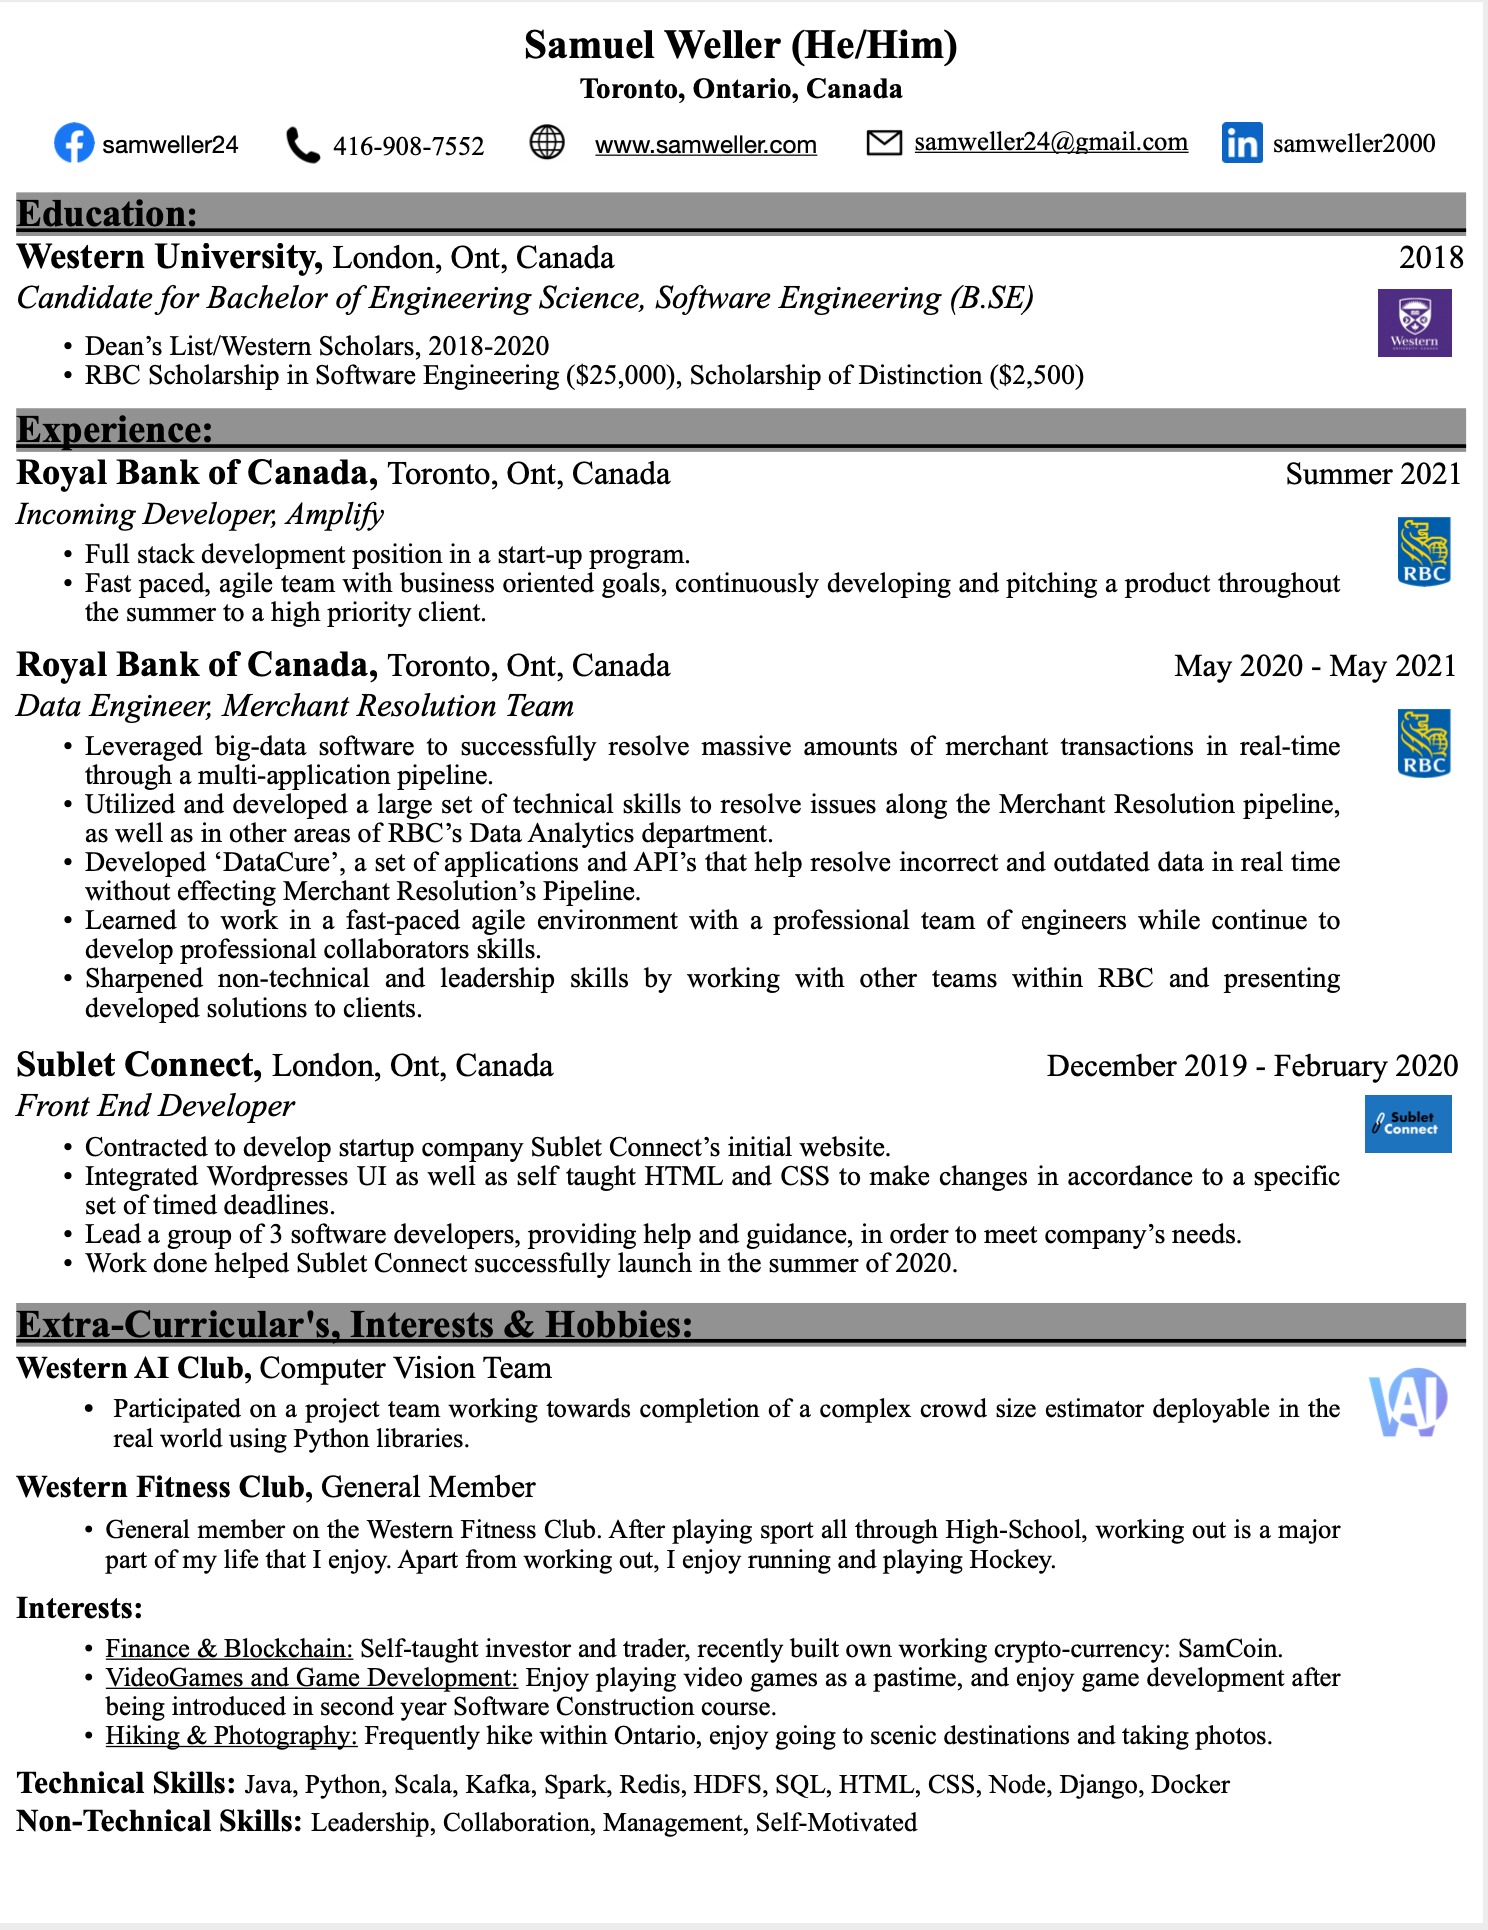 Samuel Weller (He/Him)
Toronto, Ontario, Canada
samweller24 416-908-7552 www.samweller.com samweller24@gmail.com samweller2000
Education:
Western University, London, Ont, Canada 2018
Candidate for Bachelor of Engineering Science, Software Engineering (B.SE)
Western
• Dean’s List/Western Scholars, 2018-2020
• RBC Scholarship in Software Engineering ($25,000), Scholarship of Distinction ($2,500)
Experience:
Royal Bank of Canada, Toronto, Ont, Canada Summer 2021
Incoming Developer, Amplify
RBC
• Full stack development position in a start-up program.
• Fast paced, agile team with business oriented goals, continuously developing and pitching a product throughout
the summer to a high priority client.
Royal Bank of Canada, Toronto, Ont, Canada May 2020 - May 2021
Data Engineer, Merchant Resolution Team
RBC
• Leveraged big-data software to successfully resolve massive amounts of merchant transactions in real-time
through a multi-application pipeline.
• Utilized and developed a large set of technical skills to resolve issues along the Merchant Resolution pipeline,
as well as in other areas of RBC’s Data Analytics department.
• Developed ‘DataCure’, a set of applications and API’s that help resolve incorrect and outdated data in real time
without effecting Merchant Resolution’s Pipeline.
• Learned to work in a fast-paced agile environment with a professional team of engineers while continue to
develop professional collaborators skills.
• Sharpened non-technical and leadership skills by working with other teams within RBC and presenting
developed solutions to clients.
Sublet Connect, London, Ont, Canada December 2019 - February 2020
Front End Developer
Sublet
Connect
• Contracted to develop startup company Sublet Connect’s initial website.
• Integrated Wordpresses UI as well as self taught HTML and CSS to make changes in accordance to a specific
set of timed deadlines.
• Lead a group of 3 software developers, providing help and guidance, in order to meet company’s needs.
• Work done helped Sublet Connect successfully launch in the summer of 2020.
Extra-Curricular's, Interests & Hobbies:
Western AI Club, Computer Vision Team
WAI
• Participated on a project team working towards completion of a complex crowd size estimator deployable in the
real world using Python libraries.
Western Fitness Club, General Member
• General member on the Western Fitness Club. After playing sport all through High-School, working out is a major
part of my life that I enjoy. Apart from working out, I enjoy running and playing Hockey.
Interests:
• Finance & Blockchain: Self-taught investor and trader, recently built own working crypto-currency: SamCoin.
• VideoGames and Game Development: Enjoy playing video games as a pastime, and enjoy game development after
being introduced in second year Software Construction course.
• Hiking & Photography: Frequently hike within Ontario, enjoy going to scenic destinations and taking photos.
Technical Skills: Java, Python, Scala, Kafka, Spark, Redis, HDFS, SQL, HTML, CSS, Node, Django, Docker
Non-Technical Skills: Leadership, Collaboration, Management, Self-Motivated